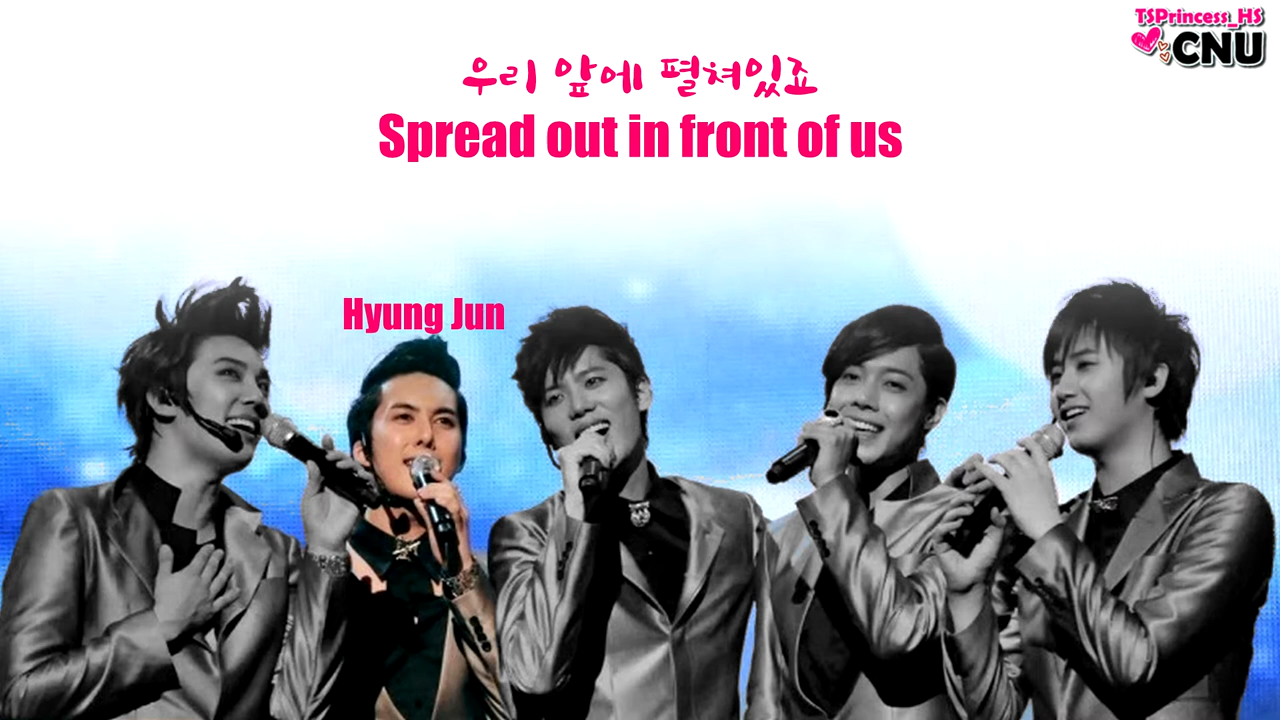 TSPrincess_HS
CNU
우리 앞에 펼쳐있죠
Spread out in front of us
Hyung Jun